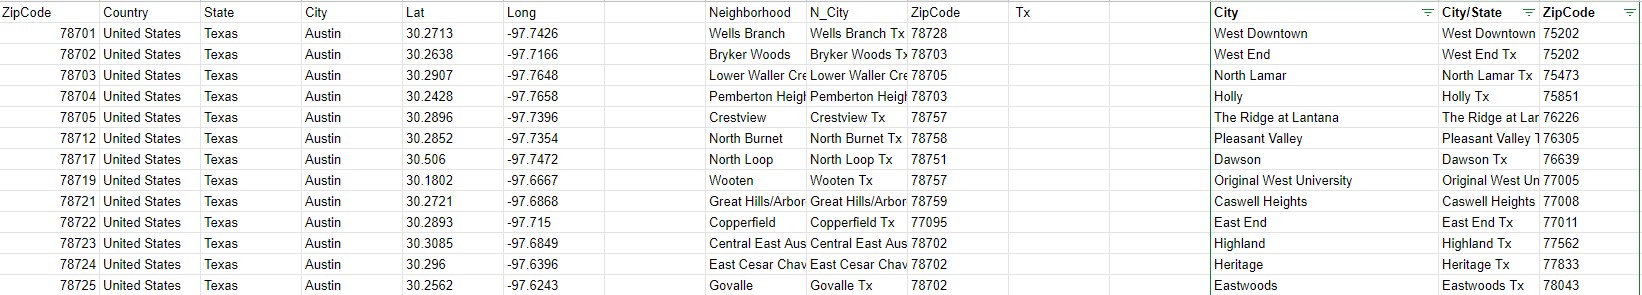 ZipCode Country State City Lat Long Neighborhood N_City ZipCode Tx City City/State ZipCode
78701 United States Texas Austin 30.2713 -97.7426 Wells Branch Wells Branch Tx 78728 West Downtown West Downtown 75202
78702 United States Texas Austin 30.2638 -97.7166 Bryker Woods Bryker Woods Tx 78703 West End West End Tx 75202
78703 United States Texas Austin 30.2907 -97.7648 Lower Waller Cre Lower Waller Cre 78705 North Lamar North Lamar Tx 75473
78704 United States Texas Austin 30.2428 -97.7658 Pemberton Heigh Pemberton Heigh 78703 Holly Holly Tx 75851
78705 United States Texas Austin 30.2896 -97.7396 Crestview Crestview Tx 78757 The Ridge at Lantana The Ridge at Lar 76226
78712 United States Texas Austin 30.2852 -97.7354 North Burnet North Burnet Tx 78758 Pleasant Valley Pleasant Valley T 76305
78717 United States Texas Austin 30.506 -97.7472 North Loop North Loop Tx 78751 Dawson Dawson Tx 76639
78719 United States Texas Austin 30.1802 -97.6667 Wooten Wooten Tx 78757 Original West University Original West Un 77005
78721 United States Texas Austin 30.2721 -97.6868 Great Hills/Arbor Great Hills/Arbor 78759 Caswell Heights Caswell Heights 77008
78722 United States Texas Austin 30.2893 -97.715 Copperfield Copperfield Tx 77095 East End East End Tx 77011
78723 United States Texas Austin 30.3085 -97.6849 Central East Aus Central East Aus 78702 Highland Highland Tx 77562
78724 United States Texas Austin 30.296 -97.6396 East Cesar Chav East Cesar Chav 78702 Heritage Heritage Tx 77833
78725 United States Texas Austin 30.2562 -97.6243 Govalle Govalle Tx 78702 Eastwoods Eastwoods Tx 78043